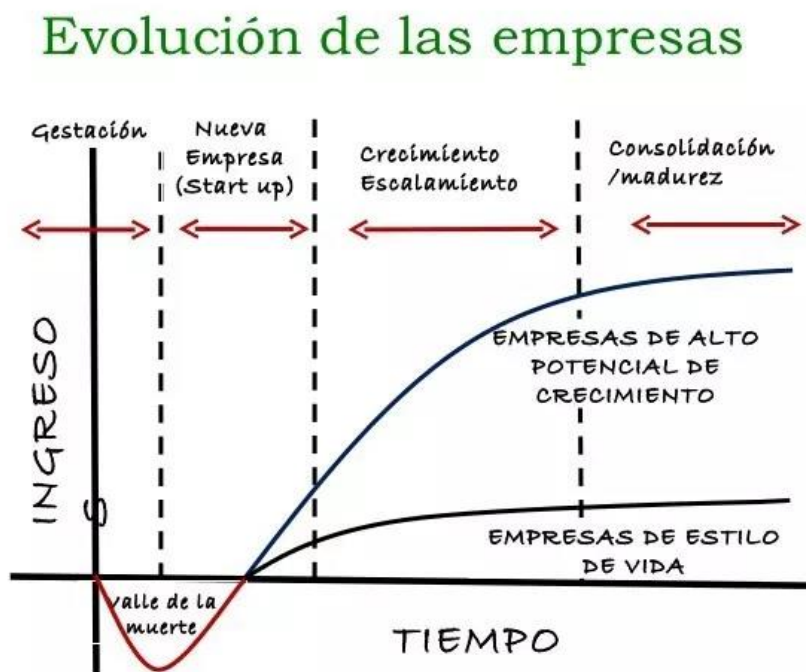 Evolución de las empresas
Gestación
Nueva
Empresa
(Start up)
Crecimiento
Escalamiento
Consolidación
/madurez
INGRESO
S
EMPRESAS DE ALTO
POTENCIAL DE
CRECIMIENTO
EMPRESAS DE ESTILO
DE VIDA
Valle de la
muerte
TIEMPO